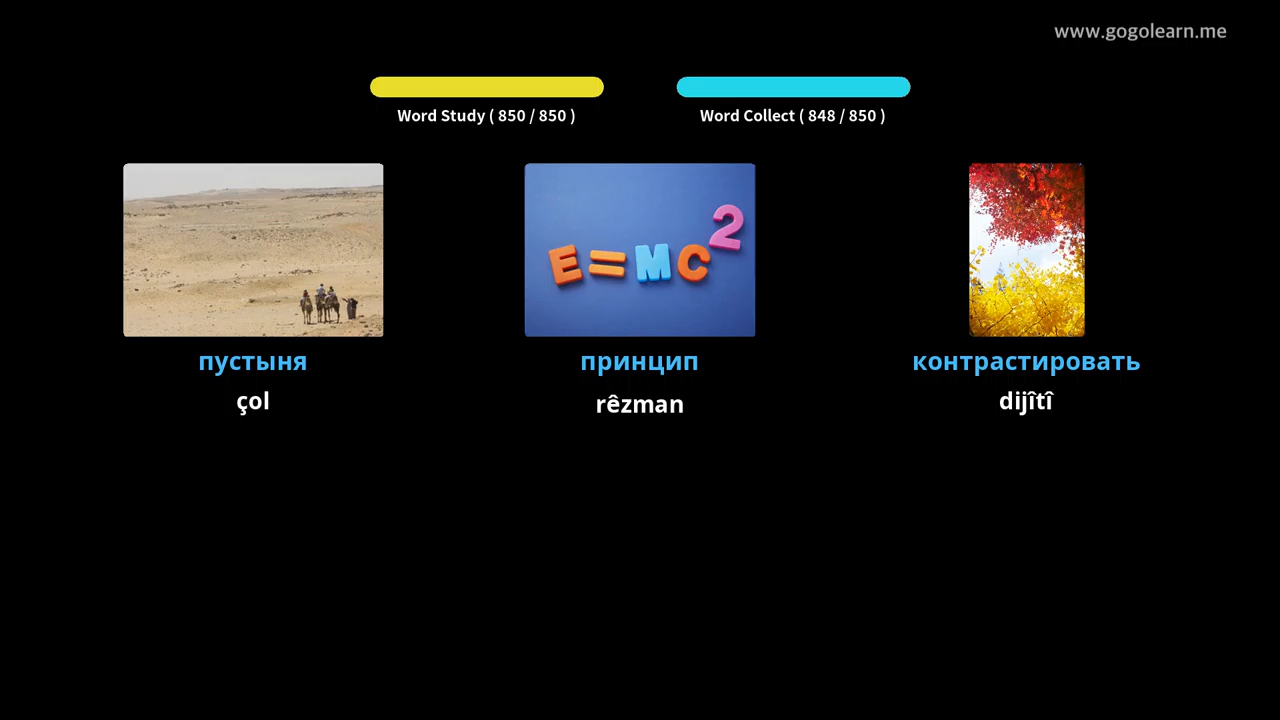 www.gogolearn.me
Word Study ( 850 / 850 )
Word Collect ( 848 / 850 )
E=MC2
пустыня
принцип
контрастировать
çol
rêzman
dijîtî